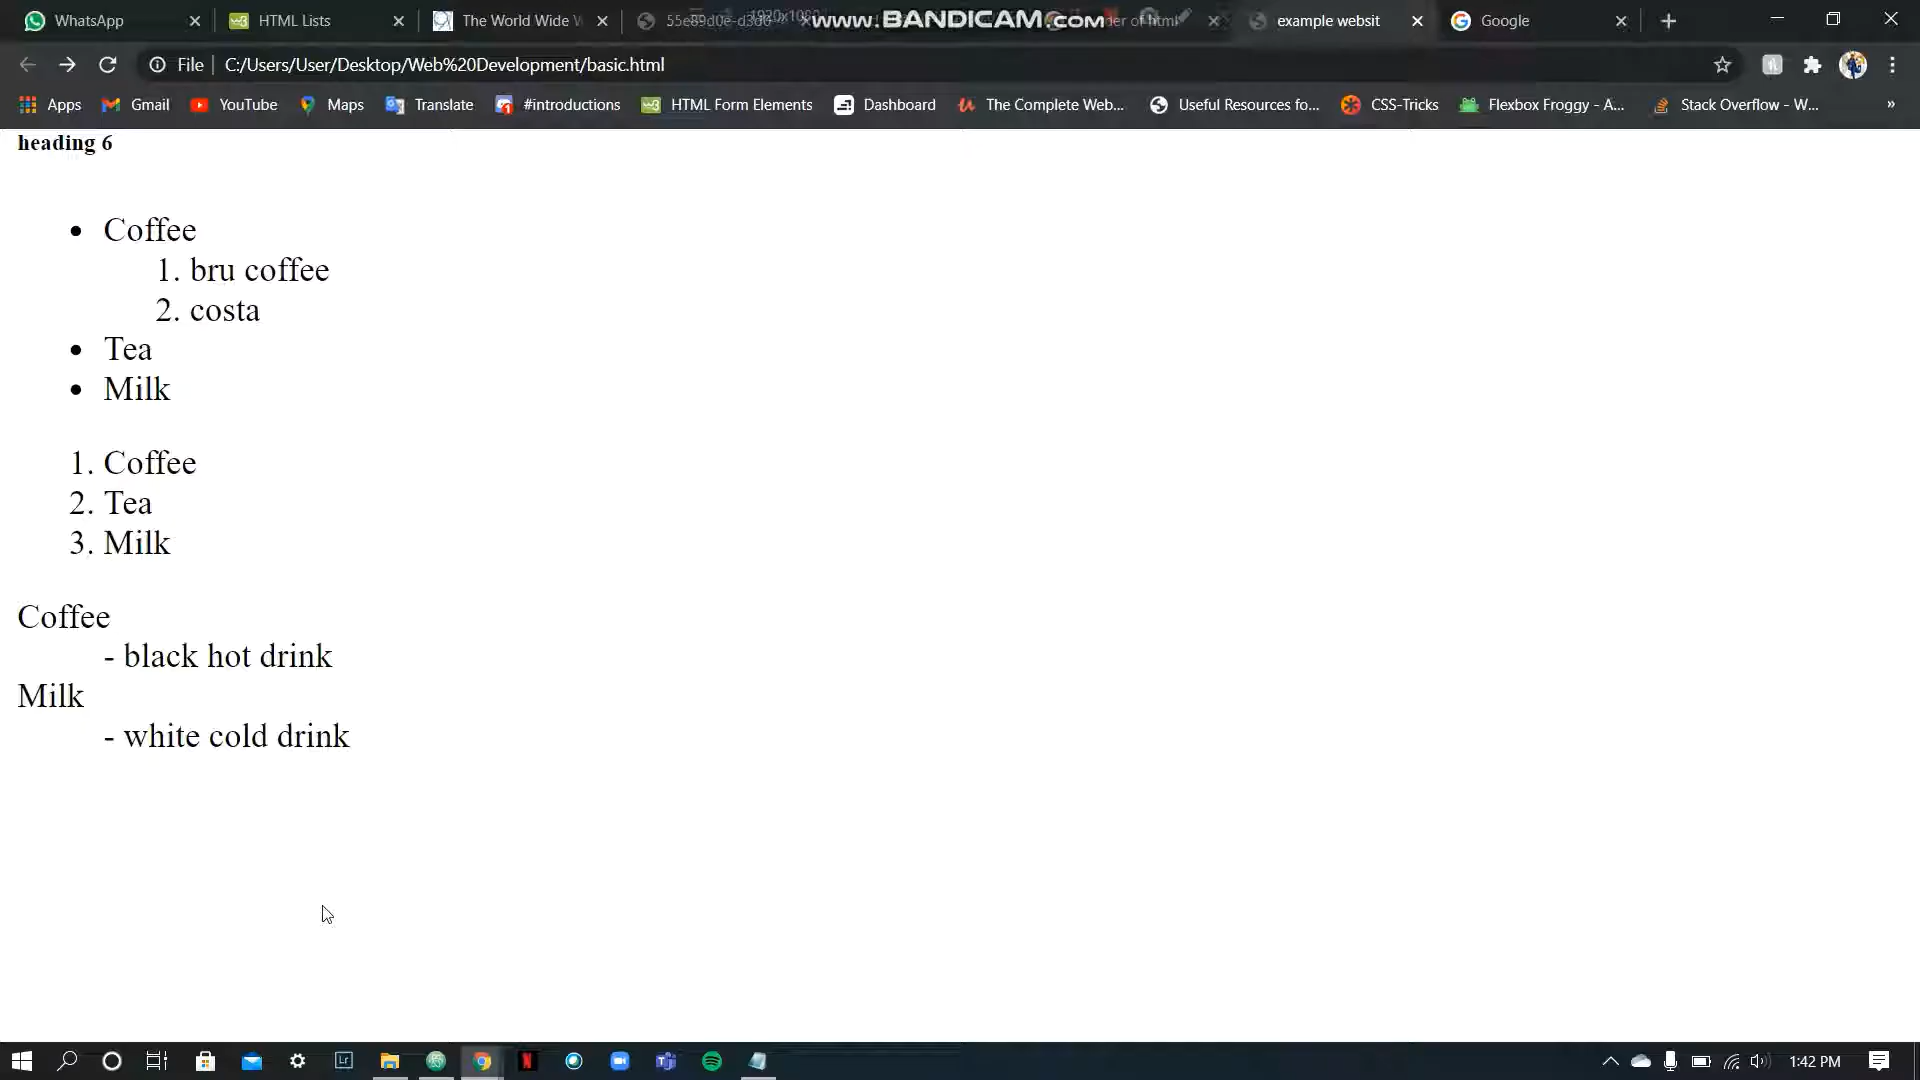 WhatsApp
HTML Lists
The World Wide W
www.BANDICAM.com
example websit
Google
File
C:/Users/User/Desktop/Web%20Development/basic.html
Apps
Gmail
YouTube
Maps
Translate
#introductions
HTML Form Elements
Dashboard
The Complete Web...
Useful Resources fo...
CSS-Tricks
Flexbox Froggy - A...
Stack Overflow - W...
»
heading 6
• Coffee
1. bru coffee
2. costa
• Tea
• Milk
1. Coffee
2. Tea
3. Milk
Coffee
- black hot drink
Milk
- white cold drink
Lr
1:42 PM